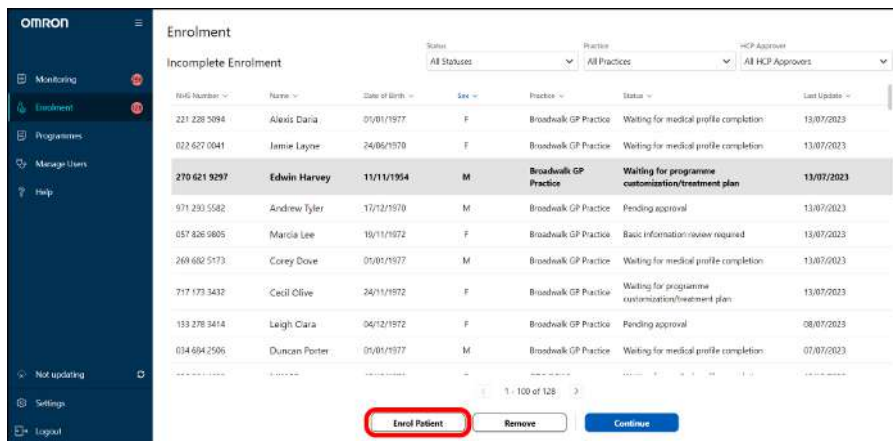 OMRON
Monitoring
Enrolment
Programmes
Manage Users
Help
Not updating
Settings
Logout
Enrolment
Incomplete Enrolment
Status
All Statuses
Practice
All Practices
HCP Approver
All HCP Approvers
NHS Number Name Date of Birth Sex Practice Status Last Update
221 228 5094 Alexis Daria 01/01/1977 F Broadwalk GP Practice Waiting for medical profile completion 13/07/2023
022 627 0041 Jamie Layne 24/06/1970 F Broadwalk GP Practice Waiting for medical profile completion 13/07/2023
270 621 9297 Edwin Harvey 11/11/1954 M Broadwalk GP Practice Waiting for programme customization/treatment plan 13/07/2023
971 293 5582 Andrew Tyler 17/12/1970 M Broadwalk GP Practice Pending approval 13/07/2023
057 826 9805 Marcia Lee 19/11/1972 F Broadwalk GP Practice Basic information review required 13/07/2023
269 682 5173 Corey Dove 01/01/1977 M Broadwalk GP Practice Waiting for medical profile completion 13/07/2023
717 173 3432 Cecil Olive 24/11/1972 F Broadwalk GP Practice Waiting for programme customization/treatment plan 13/07/2023
133 278 3414 Leigh Clara 04/12/1972 F Broadwalk GP Practice Pending approval 08/07/2023
034 684 2506 Duncan Porter 01/01/1977 M Broadwalk GP Practice Waiting for medical profile completion 07/07/2023
1 - 100 of 128
Enrol Patient
Remove
Continue